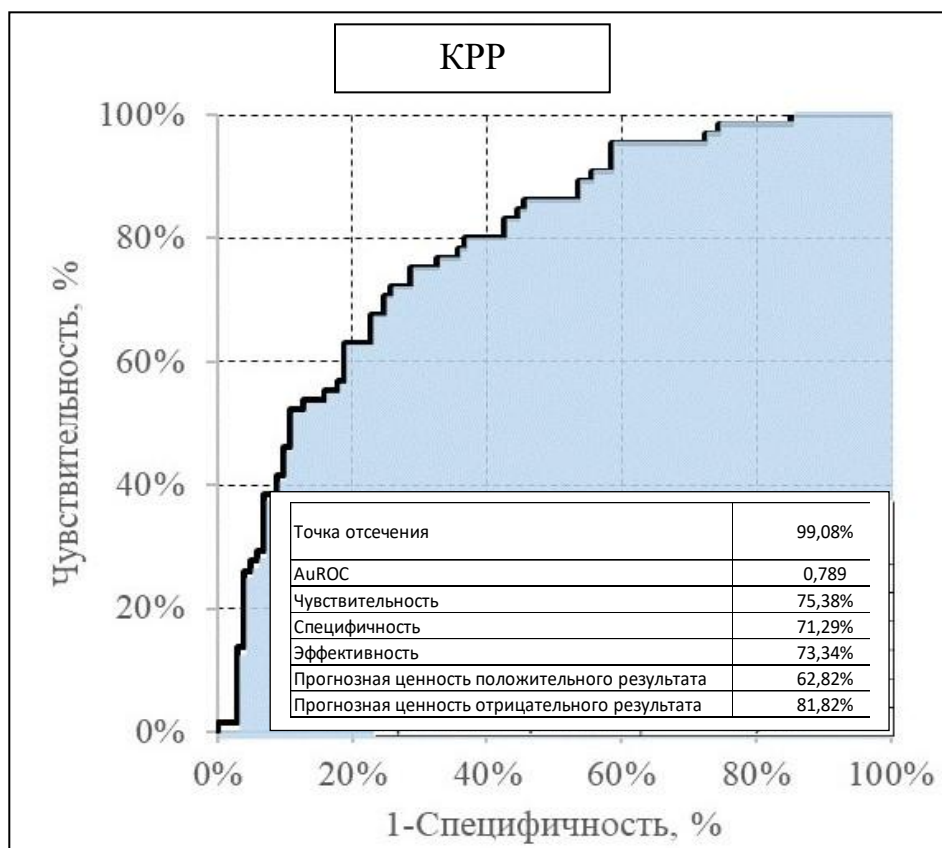 КРР
100%
80%
60%
40%
20%
0%
Чувствительность, %
Точка отсечения 99,08%
AuROC 0,789
Чувствительность 75,38%
Специфичность 71,29%
Эффективность 73,34%
Прогнозная ценность положительного результата 62,82%
Прогнозная ценность отрицательного результата 81,82%
0% 20% 40% 60% 80% 100%
1-Специфичность, %